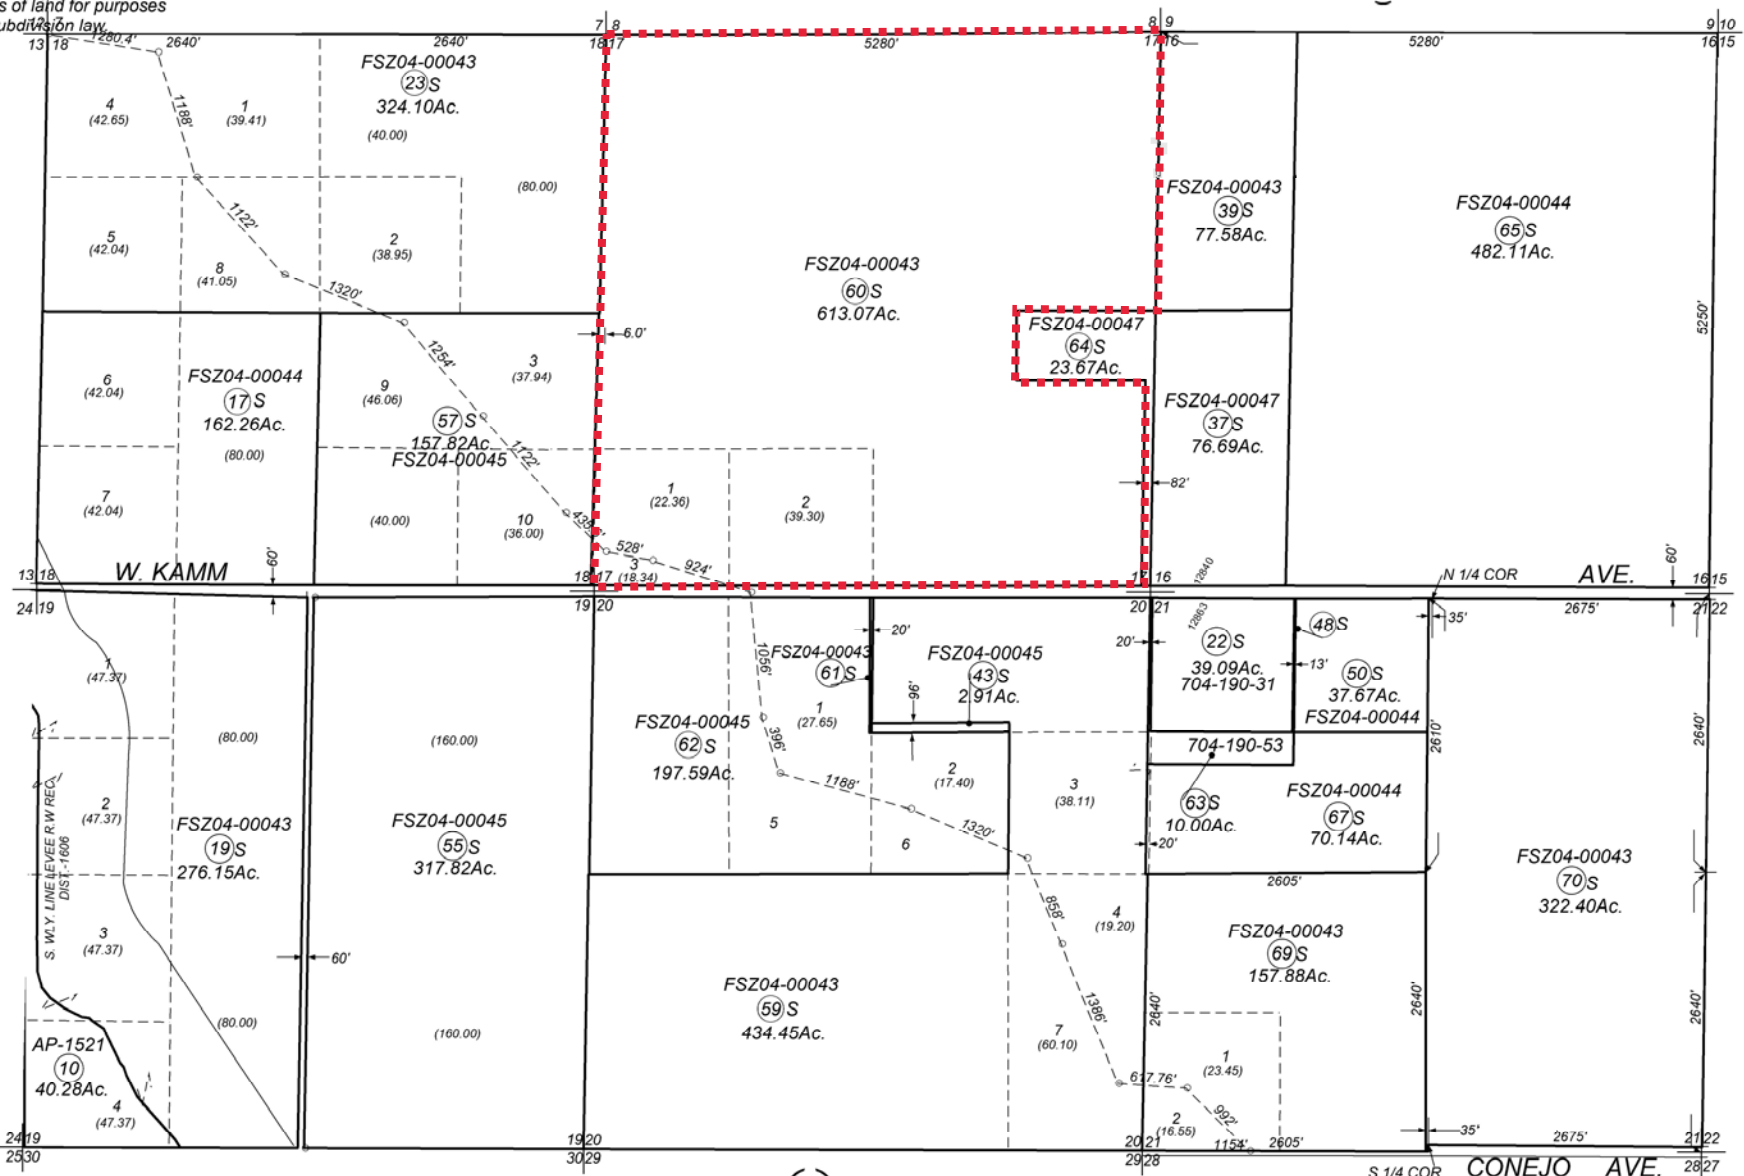 s of land for purposes
ubdivision law.
13 18
1280.4'
2640'
2640'
7 8
18 17
5280'
8 9
17 16
5280'
9 10
16 15
FSZ04-00043
23 S
324.10Ac.
(40.00)
(80.00)
4
(42.65)
1
(39.41)
1188'
5
(42.04)
8
(41.05)
2
(38.95)
1122'
1320'
FSZ04-00043
60 S
613.07Ac.
FSZ04-00043
39 S
77.58Ac.
FSZ04-00044
65 S
482.11Ac.
5250'
6.0'
FSZ04-00047
64 S
23.67Ac.
6
(42.04)
FSZ04-00044
17 S
162.26Ac.
(80.00)
7
(42.04)
1254'
3
(37.94)
9
(46.06)
57 S
157.82Ac.
FSZ04-00045
1122'
(40.00)
10
(36.00)
FSZ04-00047
37 S
76.69Ac.
82'
1
(22.36)
2
(39.30)
528'
3
(18.34)
924'
60'
W. KAMM
AVE.
12840
N 1/4 COR
60'
13 18
24 19
18 17
19 20
17 16
20 21
16 15
21 22
2675'
35'
12863
1
(47.37)
(80.00)
(160.00)
1056'
FSZ04-00043
61 S
20'
1
(27.65)
FSZ04-00045
43 S
2.91Ac.
96'
20'
22 S
39.09Ac.
704-190-31
48 S
13'
50 S
37.67Ac.
FSZ04-00044
2610'
2640'
FSZ04-00045
62 S
197.59Ac.
396'
1188'
2
(17.40)
3
(38.11)
704-190-53
63 S
10.00Ac.
FSZ04-00044
67 S
70.14Ac.
S. WLY. LINE LEVEE R.W REC.
DIST.-1606
2
(47.37)
FSZ04-00043
19 S
276.15Ac.
FSZ04-00045
55 S
317.82Ac.
5
6
1320'
20'
2605'
FSZ04-00043
70 S
322.40Ac.
3
(47.37)
60'
858'
4
(19.20)
FSZ04-00043
69 S
157.88Ac.
FSZ04-00043
59 S
434.45Ac.
(80.00)
(160.00)
1386'
7
(60.10)
2640'
2640'
2640'
AP-1521
10
40.28Ac.
4
(47.37)
617.76'
1
(23.45)
992'
2
(16.55)
1154'
2605'
35'
2675'
24 19
25 30
19 20
30 29
20 21
29 28
21 22
28 27
S 1/4 COR
CONEJO
AVE.